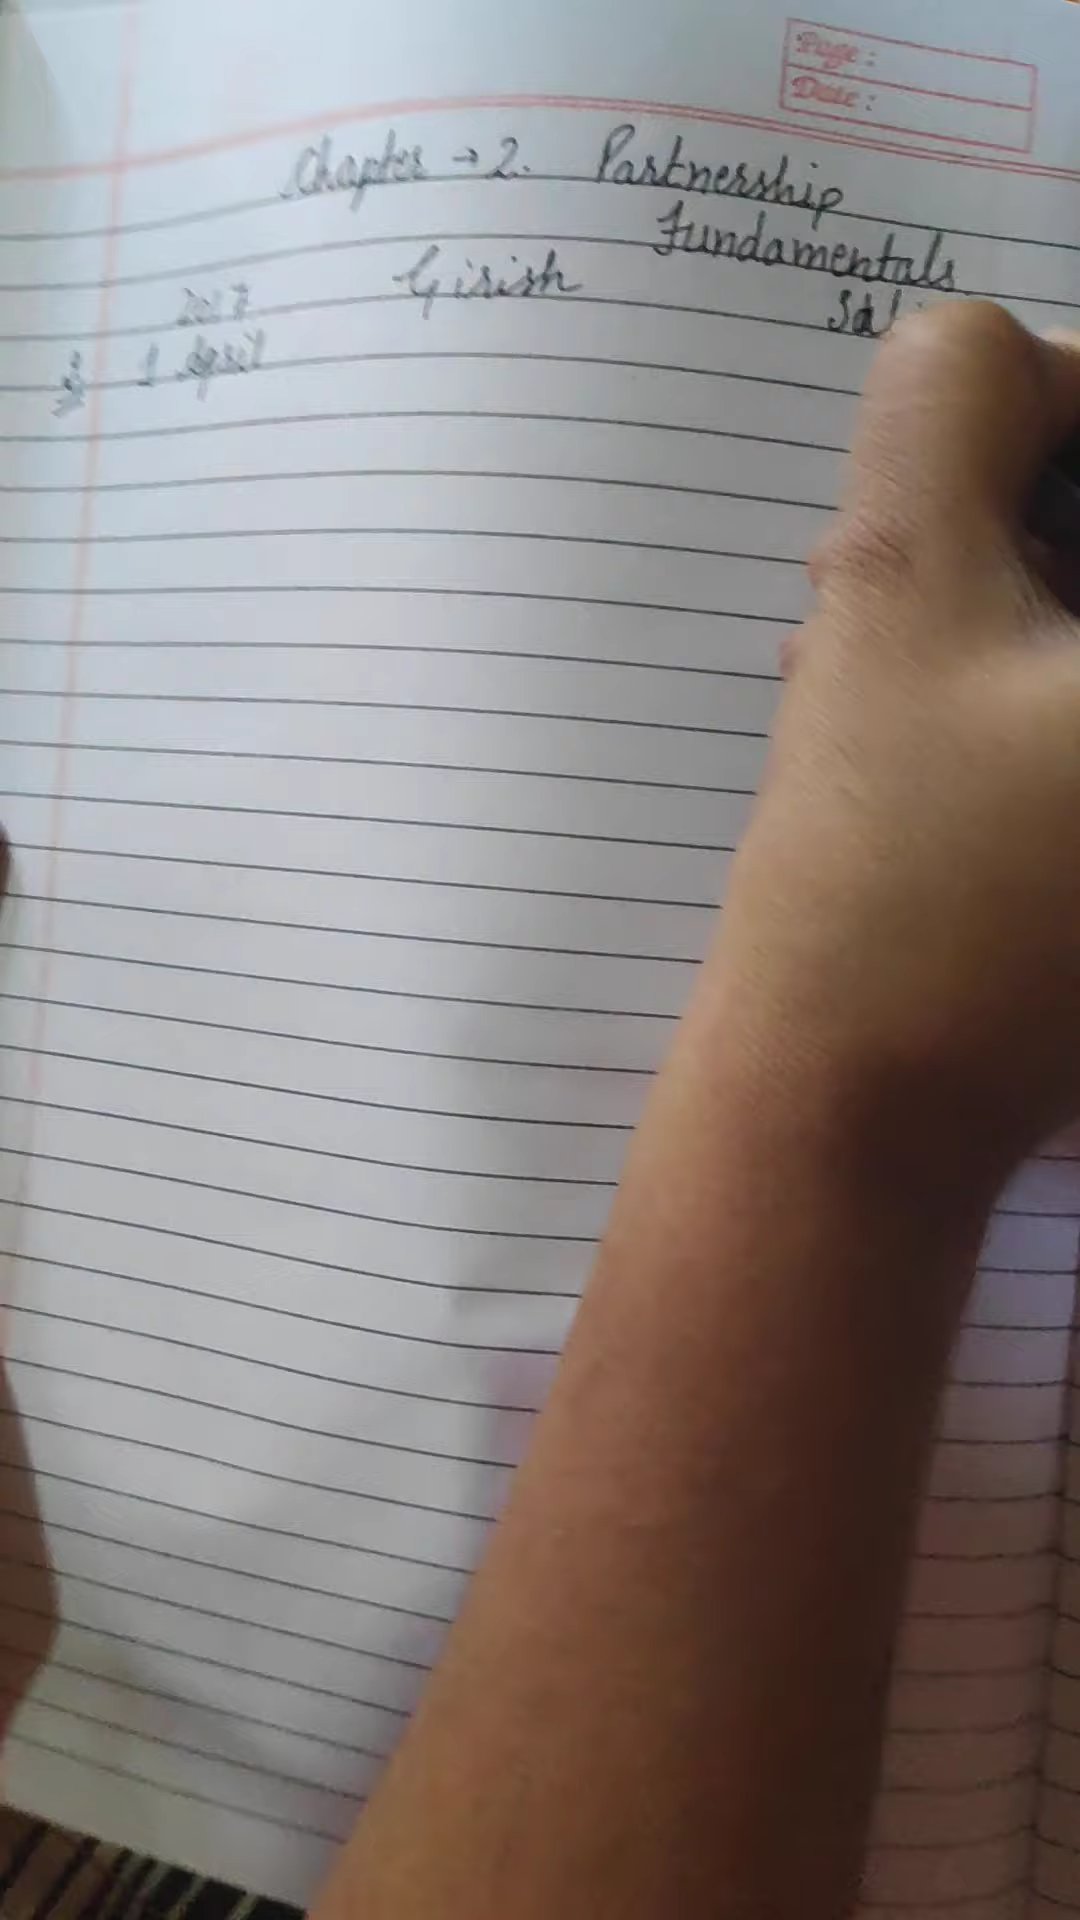 Page :
Date :
Chapter → 2. Partnership
Fundamentals
2017 Girish
1 April